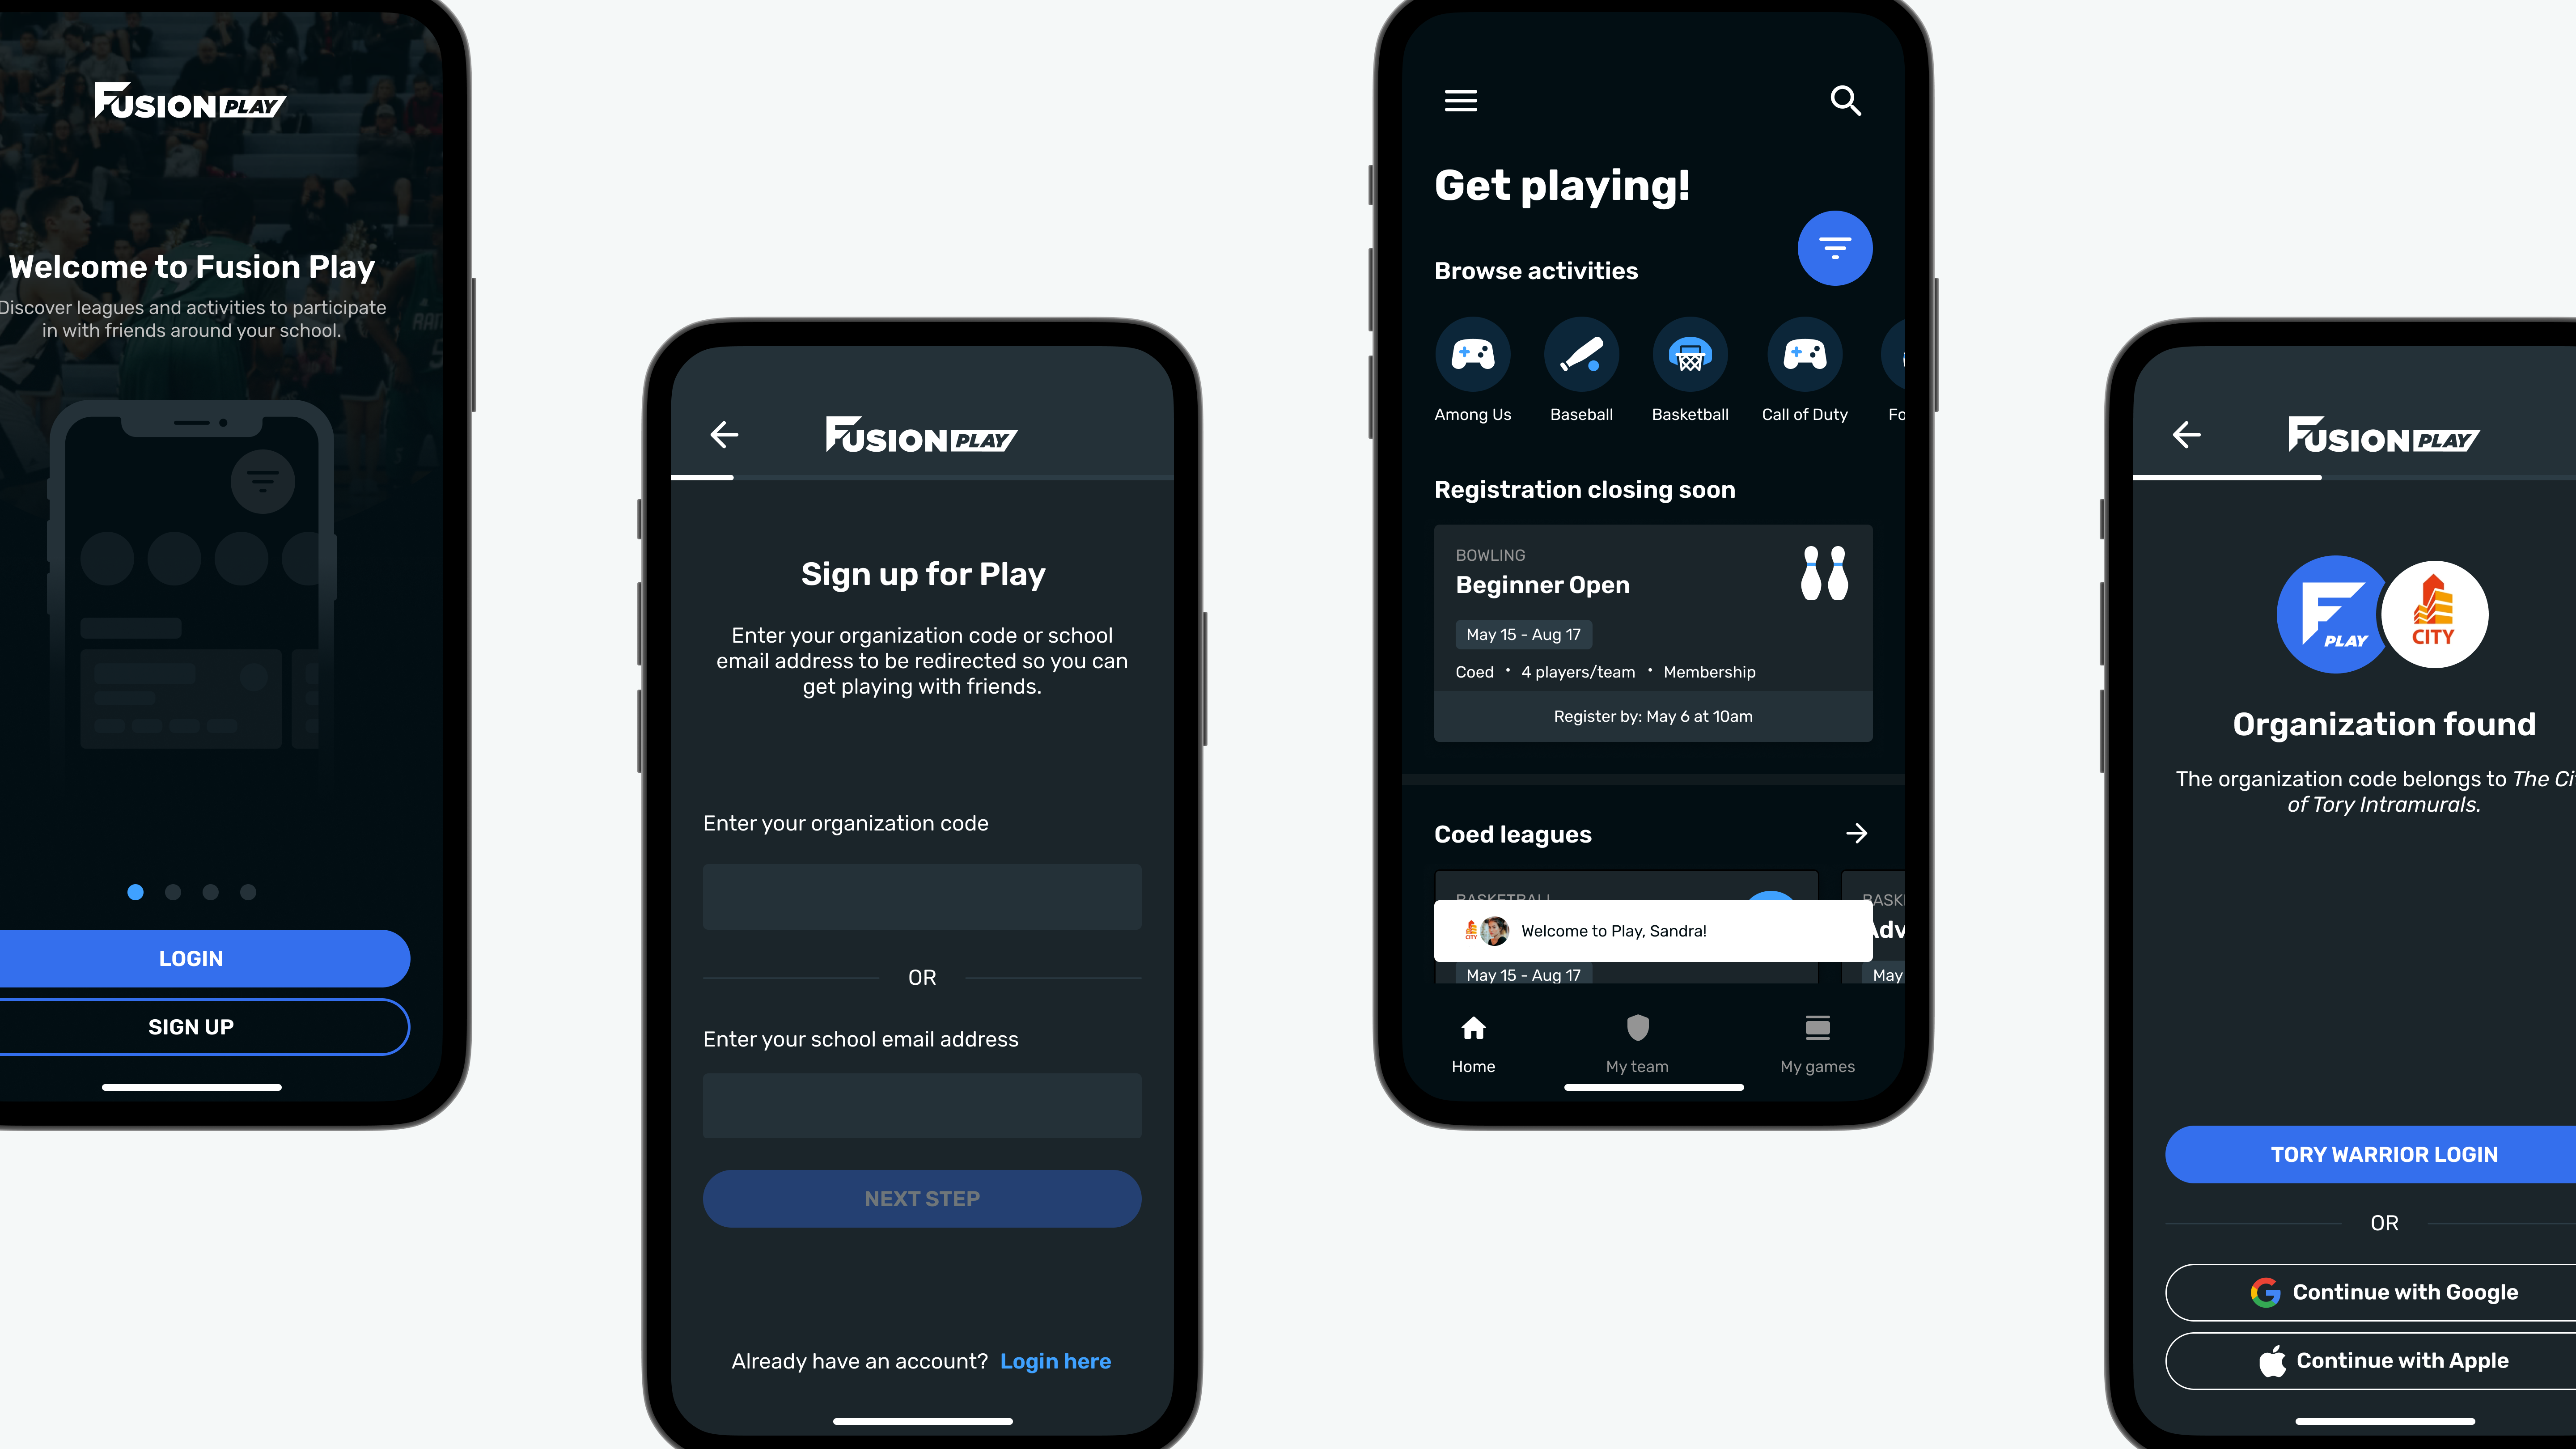 FUSION PLAY
Welcome to Fusion Play
Discover leagues and activities to participate
in with friends around your school.
LOGIN
SIGN UP
FUSION PLAY
Sign up for Play
Enter your organization code or school
email address to be redirected so you can
get playing with friends.
Enter your organization code
OR
Enter your school email address
NEXT STEP
Already have an account? Login here
Get playing!
Browse activities
Among Us
Baseball
Basketball
Call of Duty
Fo
Registration closing soon
BOWLING
Beginner Open
May 15 - Aug 17
Coed • 4 players/team • Membership
Register by: May 6 at 10am
Coed leagues
BASKETBALL
BASK
Adv
CITY
Welcome to Play, Sandra!
May 15 - Aug 17
May
Home
My team
My games
FUSION PLAY
F PLAY
CITY
Organization found
The organization code belongs to The Ci
of Tory Intramurals.
TORY WARRIOR LOGIN
OR
Continue with Google
Continue with Apple